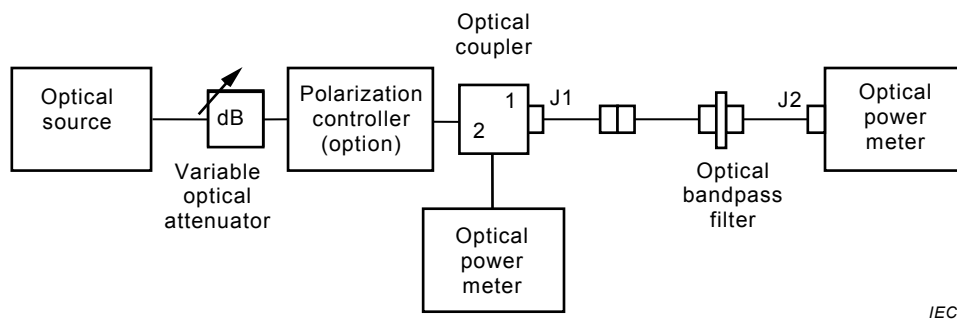 Optical
coupler
Optical
source
dB
Polarization
controller
(option)
1
2
J1
J2
Optical
power
meter
Variable
optical
attenuator
Optical
bandpass
filter
Optical
power
meter
IEC